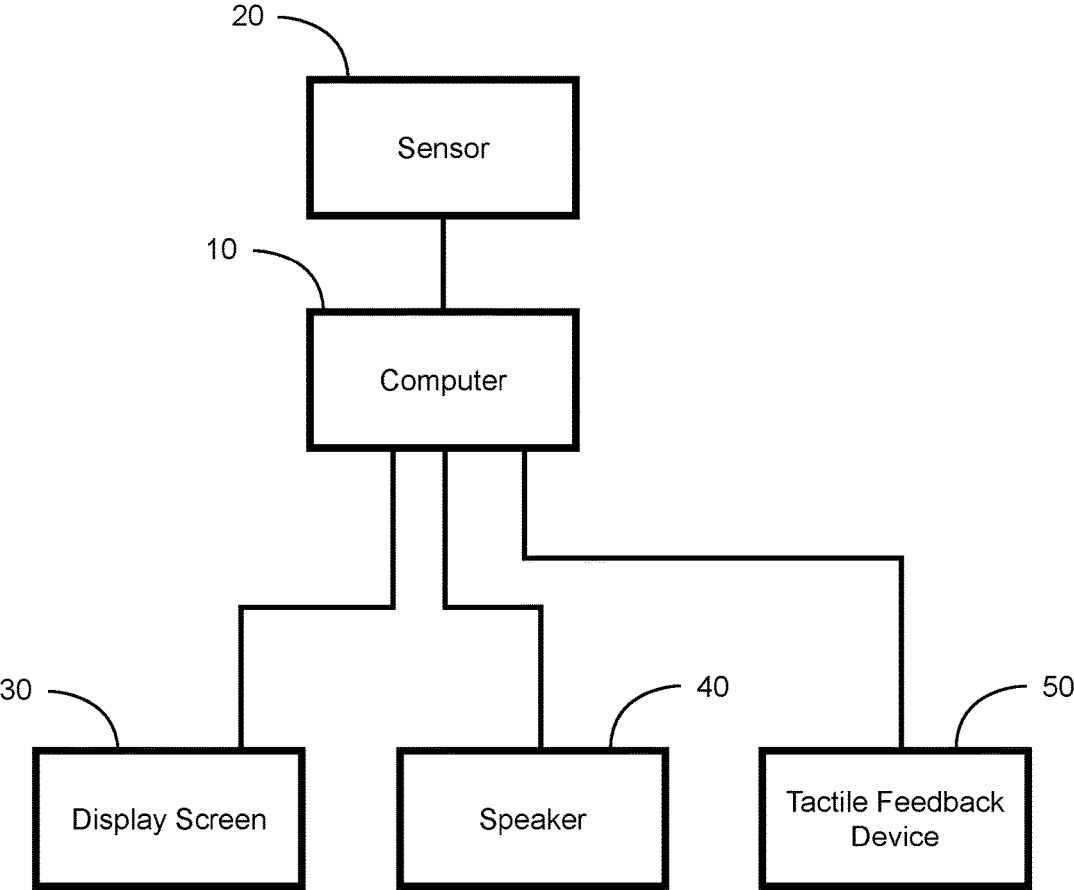 20
Sensor
10
Computer
30
40
50
Display Screen
Speaker
Tactile Feedback
Device